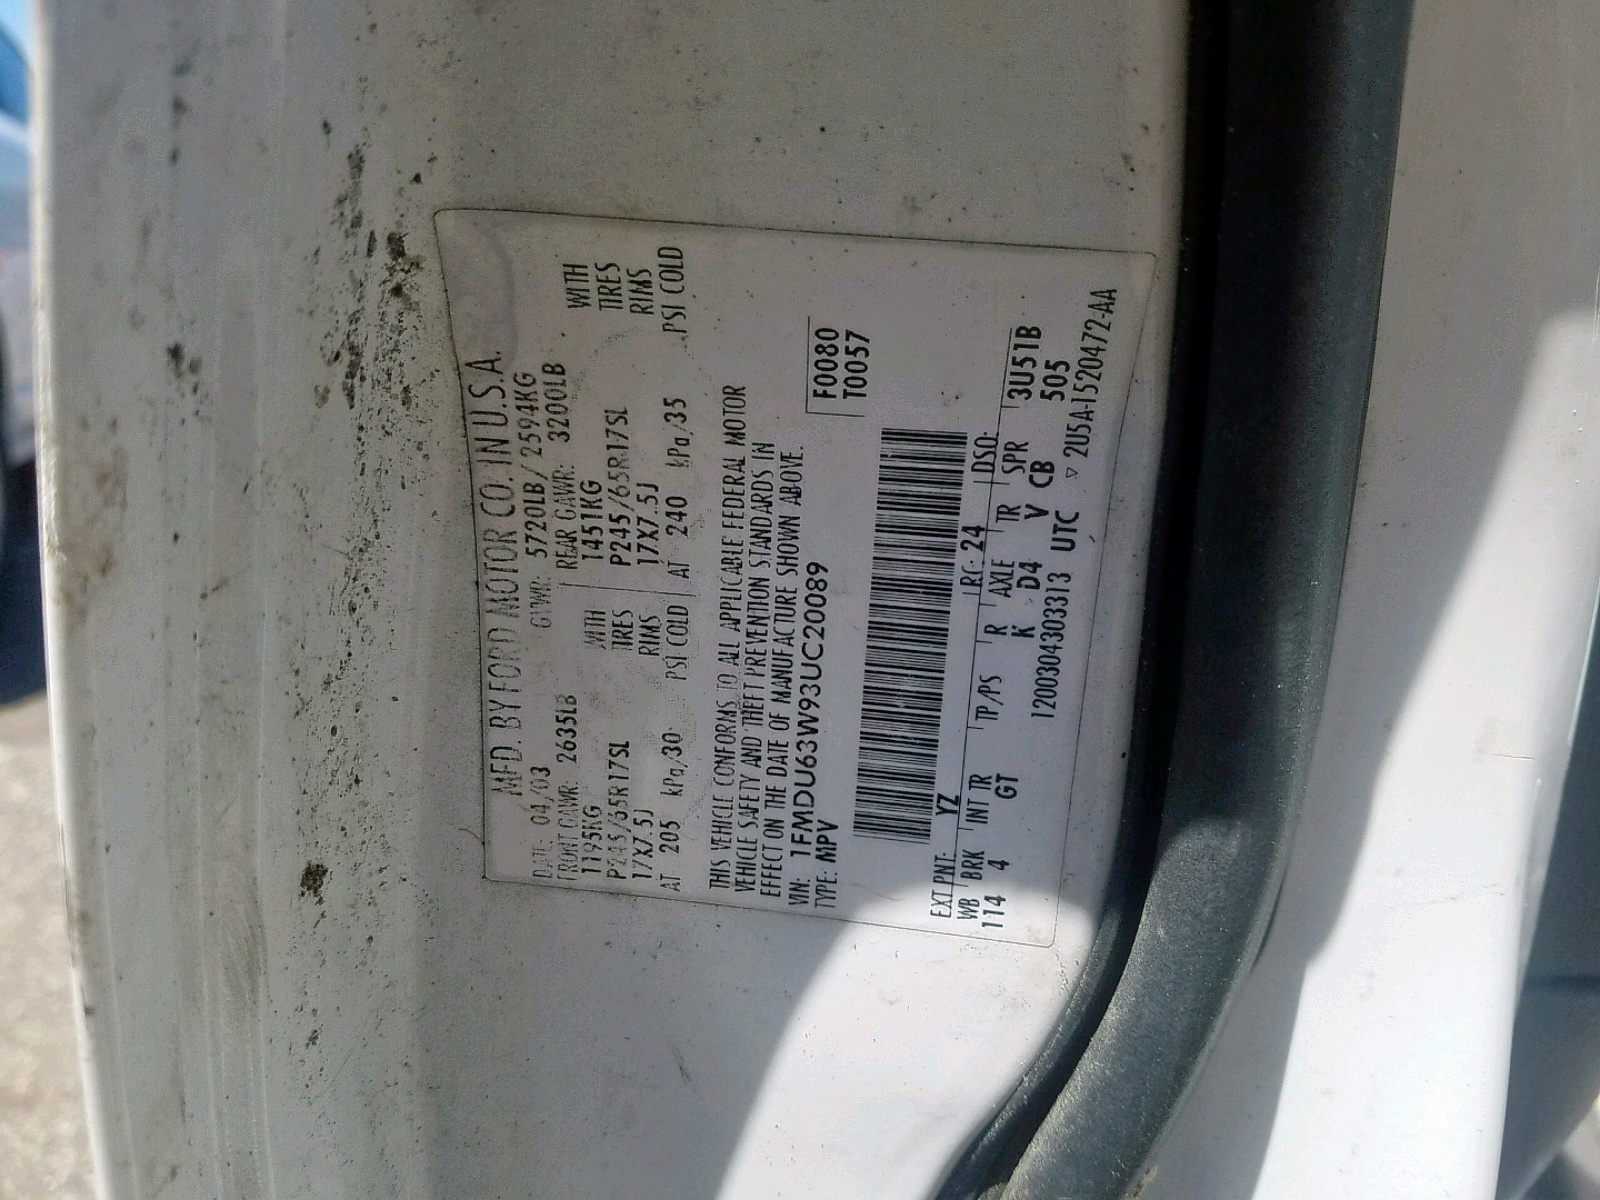 MFD. BY FORD MOTOR CO. IN U.S.A.
DATE: 04/03 GVWR: 5720LB/2594KG
FRONT GAWR: 2635LB REAR GAWR: 3200LB
1195KG WITH 1451KG WITH
P245/65R17SL TIRES P245/65R17SL TIRES
17X7.5J RIMS 17X7.5J RIMS
AT 205 kPa/30 PSI COLD AT 240 kPa/35 PSI COLD
THIS VEHICLE CONFORMS TO ALL APPLICABLE FEDERAL MOTOR
VEHICLE SAFETY AND THEFT PREVENTION STANDARDS IN
EFFECT ON THE DATE OF MANUFACTURE SHOWN ABOVE.
VIN: 1FMDU63W93UC20089 F0080
TYPE: MPV T0057
EXT PNT: YZ RC: 24 DSO:
WB BRK INT TR TP/PS R AXLE TR SPR 3U51B
114 4 GT K D4 V CB 505
1200304303313 UTC ▽ 2U5A-1520472-AA